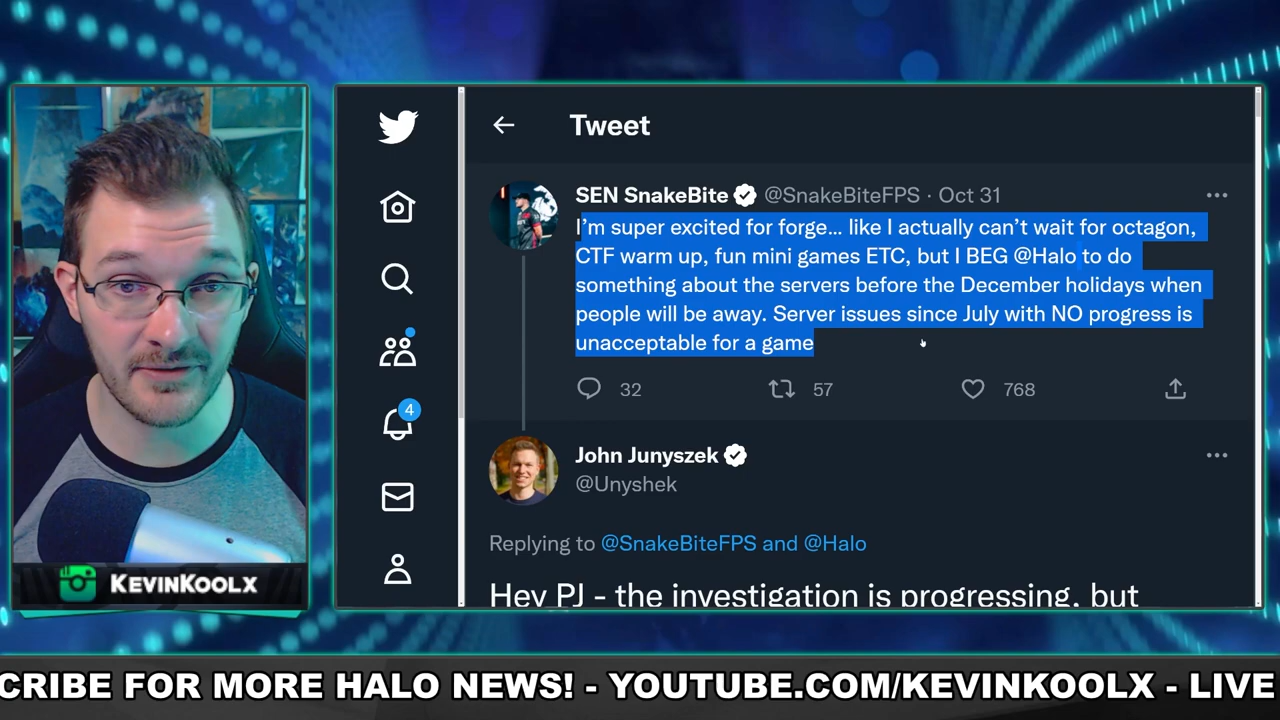 Tweet
SEN SnakeBite @SnakeBiteFPS · Oct 31
I'm super excited for forge... like I actually can't wait for octagon,
CTF warm up, fun mini games ETC, but I BEG @Halo to do
something about the servers before the December holidays when
people will be away. Server issues since July with NO progress is
unacceptable for a game
32 57 768
4
John Junyszek
@Unyshek
Replying to @SnakeBiteFPS and @Halo
Hey PJ - the investigation is progressing, but
KEVINKOOLX
CRIBE FOR MORE HALO NEWS! - YOUTUBE.COM/KEVINKOOLX - LIVE